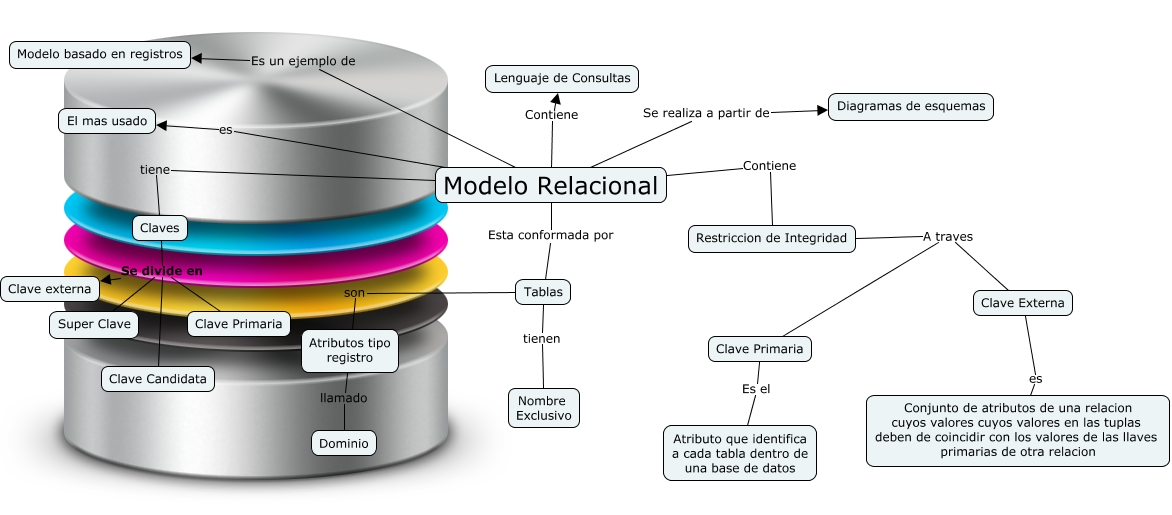 Modelo basado en registros
Es un ejemplo de
Lenguaje de Consultas
Contiene
Se realiza a partir de
Diagramas de esquemas
El mas usado
es
tiene
Modelo Relacional
Contiene
Claves
Esta conformada por
Restriccion de Integridad
A traves
Se divide en
Clave externa
son
Tablas
Clave Externa
Super Clave
Clave Primaria
Atributos tipo
registro
tienen
Clave Primaria
Clave Candidata
llamado
Es el
es
Nombre
Exclusivo
Conjunto de atributos de una relacion
cuyos valores cuyos valores en las tuplas
deben de coincidir con los valores de las llaves
primarias de otra relacion
Dominio
Atributo que identifica
a cada tabla dentro de
una base de datos